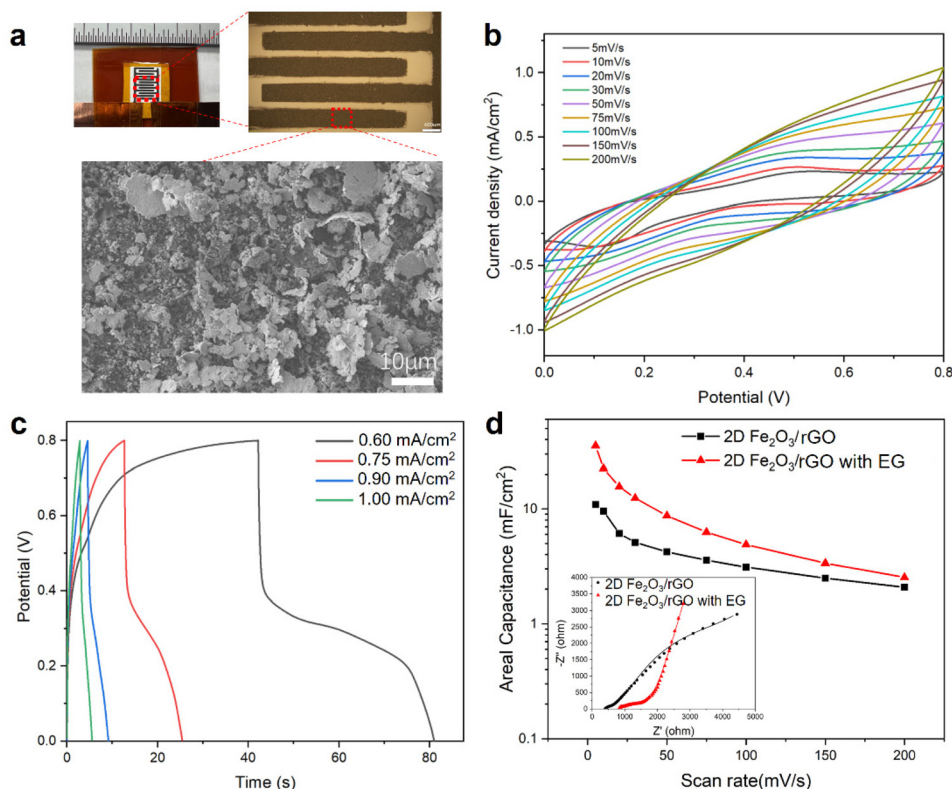 a
500µm
10µm
b
Current density (mA/cm²)
1.0
0.5
0.0
-0.5
-1.0
5mV/s
10mV/s
20mV/s
30mV/s
50mV/s
75mV/s
100mV/s
150mV/s
200mV/s
0.0 0.2 0.4 0.6 0.8
Potential (V)
c
Potential (V)
0.8
0.6
0.4
0.2
0.0
0.60 mA/cm²
0.75 mA/cm²
0.90 mA/cm²
1.00 mA/cm²
0 20 40 60 80
Time (s)
d
Areal Capacitance (mF/cm²)
10
1
0.1
2D Fe₂O₃/rGO
2D Fe₂O₃/rGO with EG
-Z'' (ohm)
4000
3500
3000
2500
2000
1500
1000
500
0
2D Fe₂O₃/rGO
2D Fe₂O₃/rGO with EG
0 1000 2000 3000 4000 5000
Z' (ohm)
0 25 50 75 100 125 150 175 200
Scan rate(mV/s)